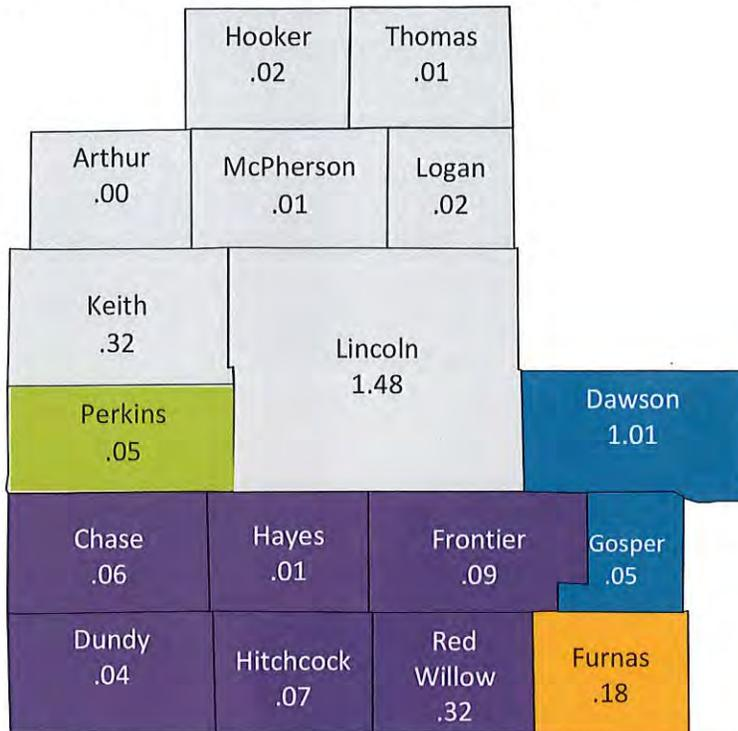 Hooker
.02
Thomas
.01
Arthur
.00
McPherson
.01
Logan
.02
Keith
.32
Lincoln
1.48
Perkins
.05
Dawson
1.01
Chase
.06
Hayes
.01
Frontier
.09
Gosper
.05
Dundy
.04
Hitchcock
.07
Red
Willow
.32
Furnas
.18